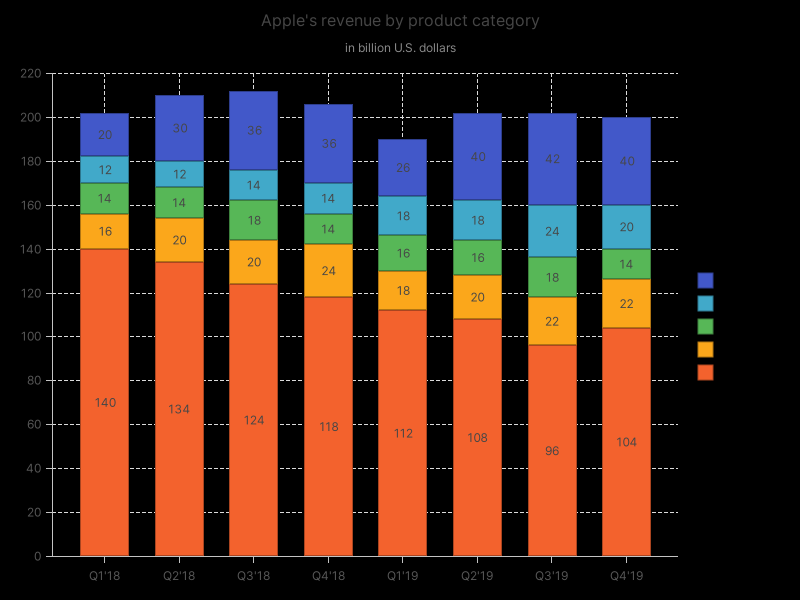 Apple's revenue by product category
in billion U.S. dollars
220
200
180
160
140
120
100
80
60
40
20
0
20 30 36 36 26 40 42 40
12 12 14 14 18 18 24 20
14 14 18 14 16 16 18 14
16 20 20 24 18 20 22 22
140 134 124 118 112 108 96 104
Q1'18 Q2'18 Q3'18 Q4'18 Q1'19 Q2'19 Q3'19 Q4'19